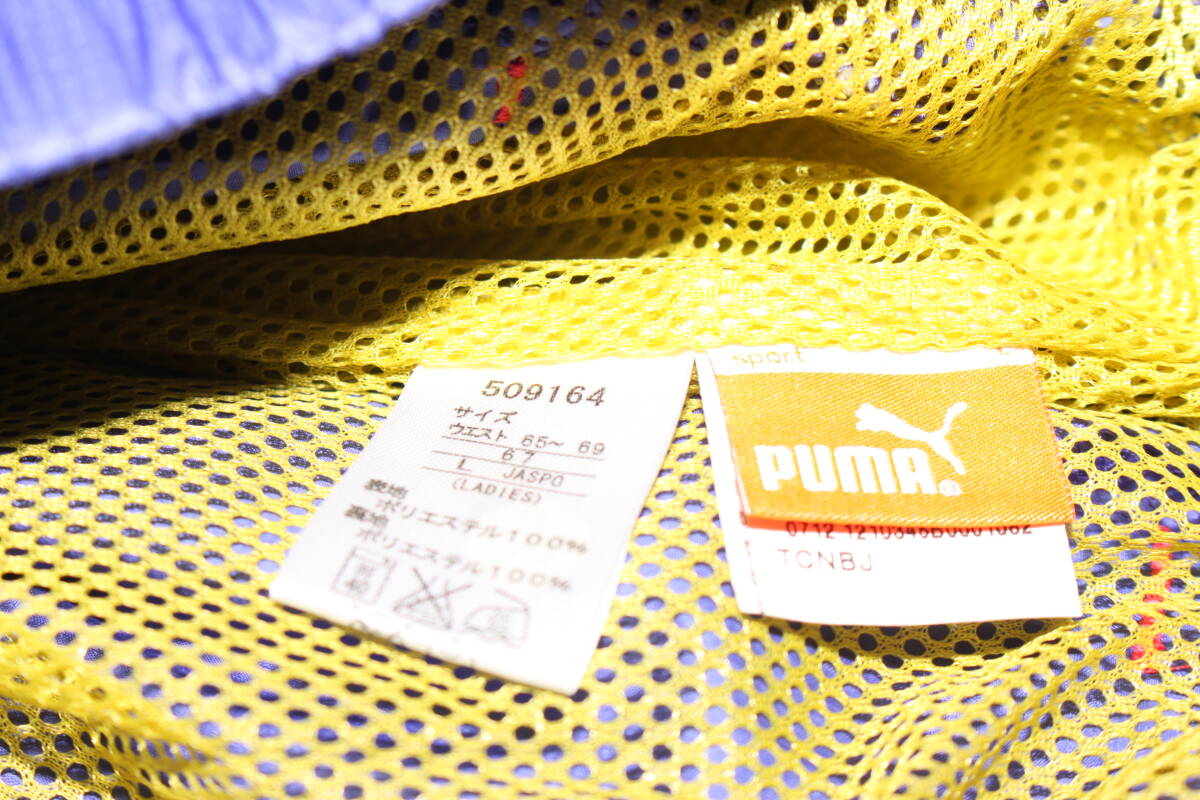 509164
サイズ
ウエスト 65～ 69
67
L JASPO
(LADIES)
表地
ポリエステル100%
裏地
ポリエステル100%
sport
PUMA
TCNBJ